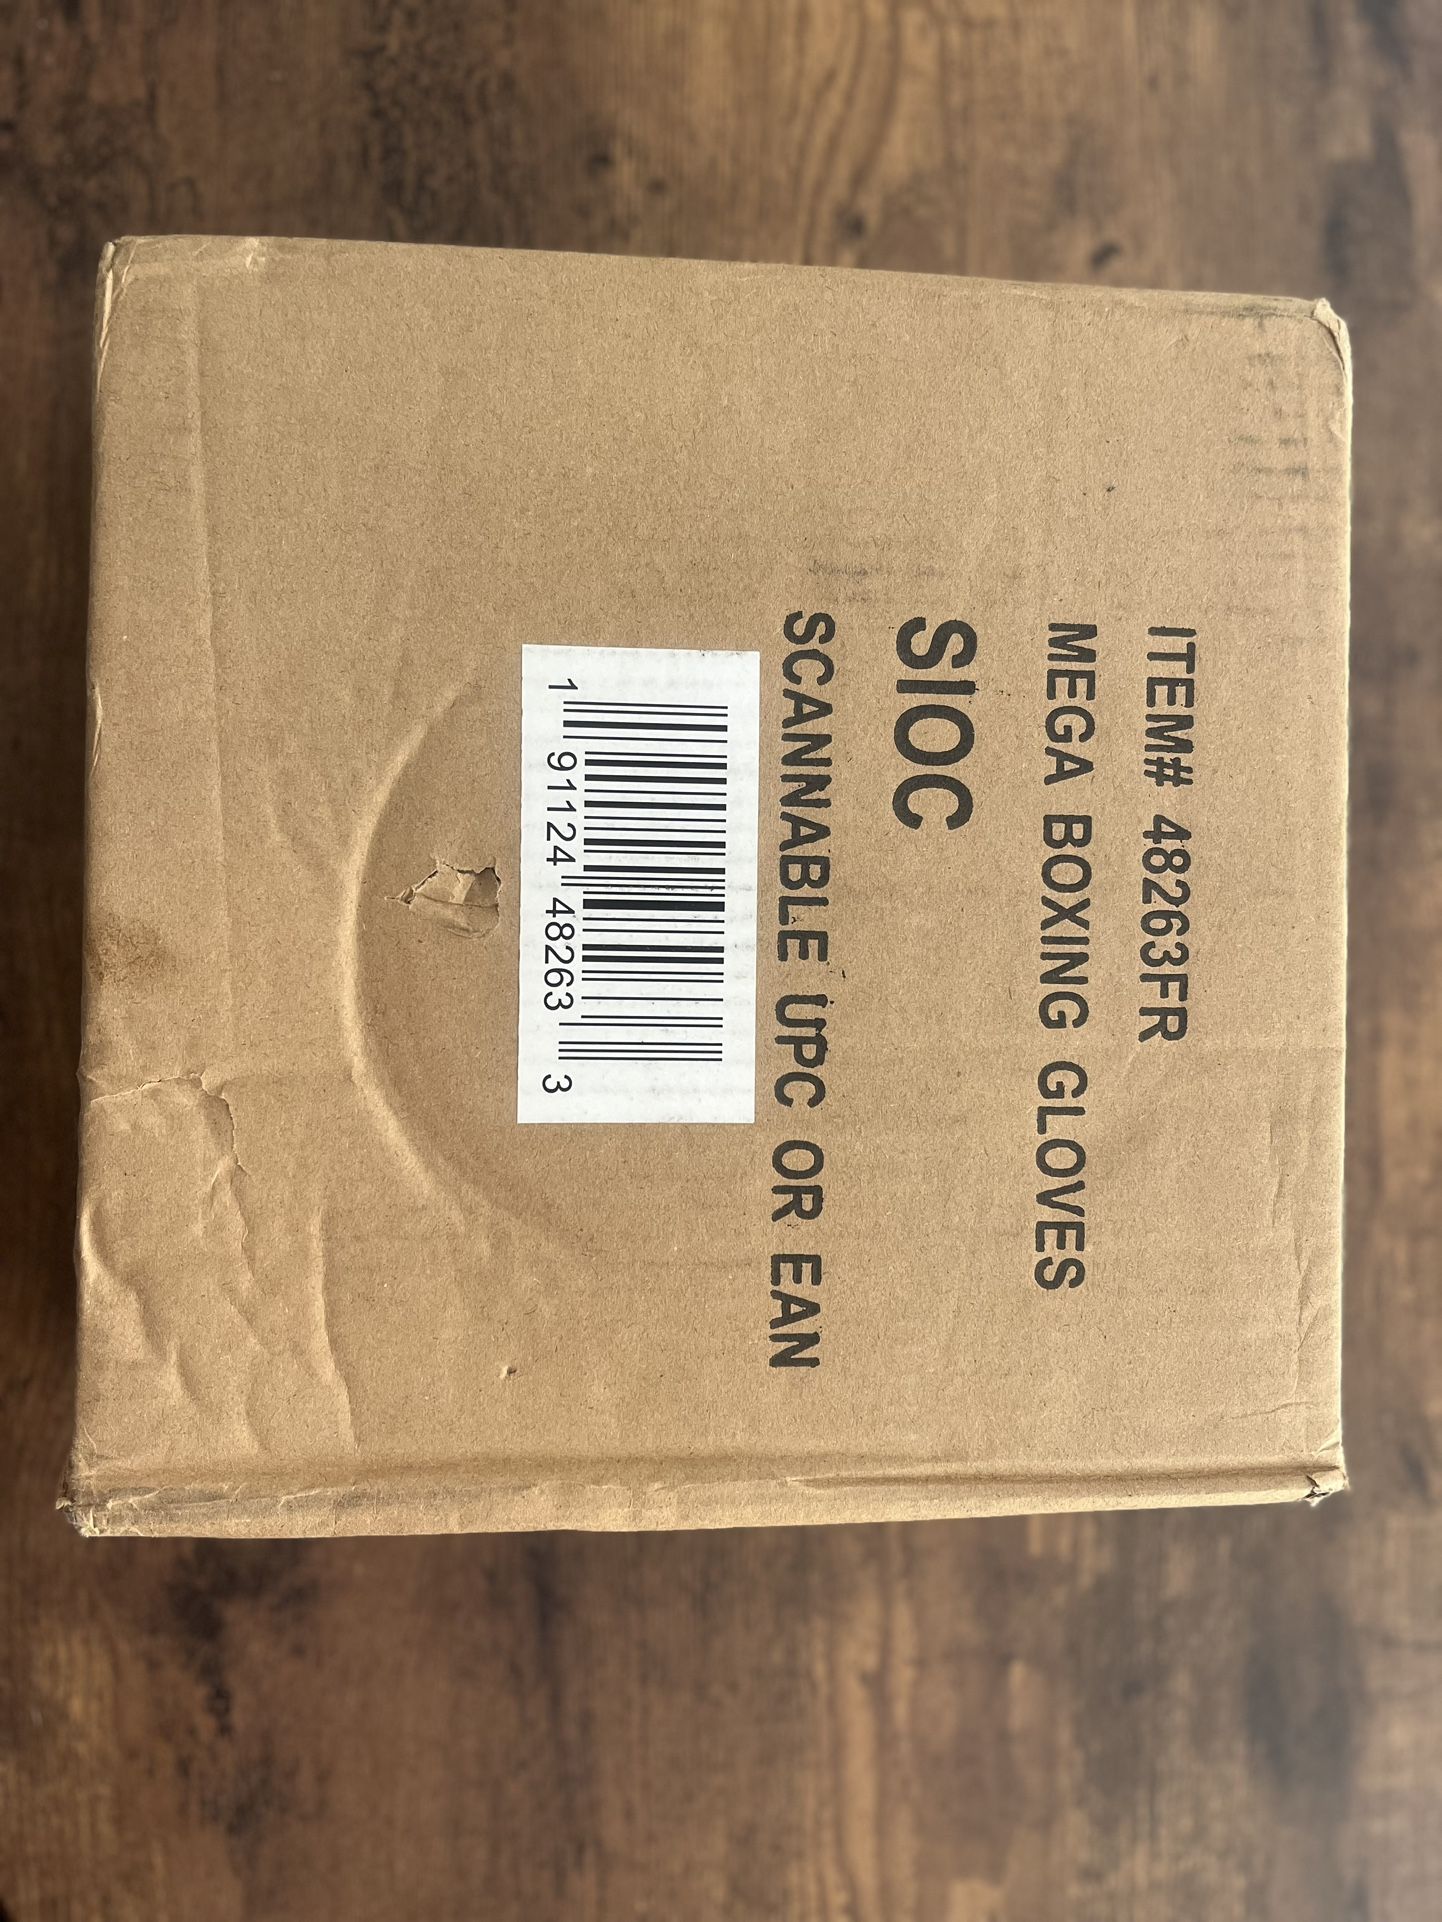 ITEM# 48263FR
MEGA BOXING GLOVES
SIOC
SCANNABLE UPC OR EAN
1 91124 48263 3